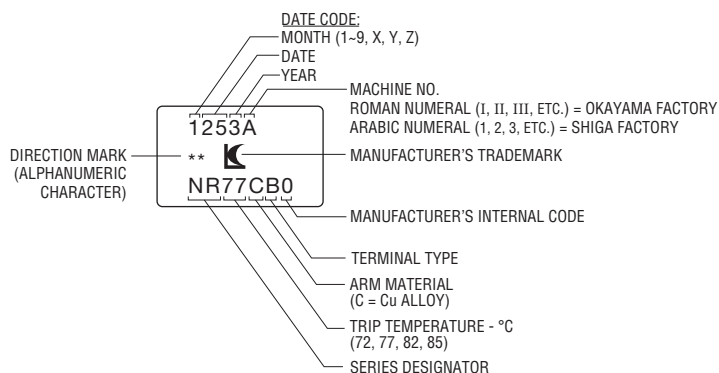 DATE CODE:
MONTH (1~9, X, Y, Z)
DATE
YEAR
MACHINE NO.
ROMAN NUMERAL (I, II, III, ETC.) = OKAYAMA FACTORY
ARABIC NUMERAL (1, 2, 3, ETC.) = SHIGA FACTORY
1253A
DIRECTION MARK
(ALPHANUMERIC
CHARACTER)
**
MANUFACTURER'S TRADEMARK
NR77CB0
MANUFACTURER'S INTERNAL CODE
TERMINAL TYPE
ARM MATERIAL
(C = Cu ALLOY)
TRIP TEMPERATURE - °C
(72, 77, 82, 85)
SERIES DESIGNATOR